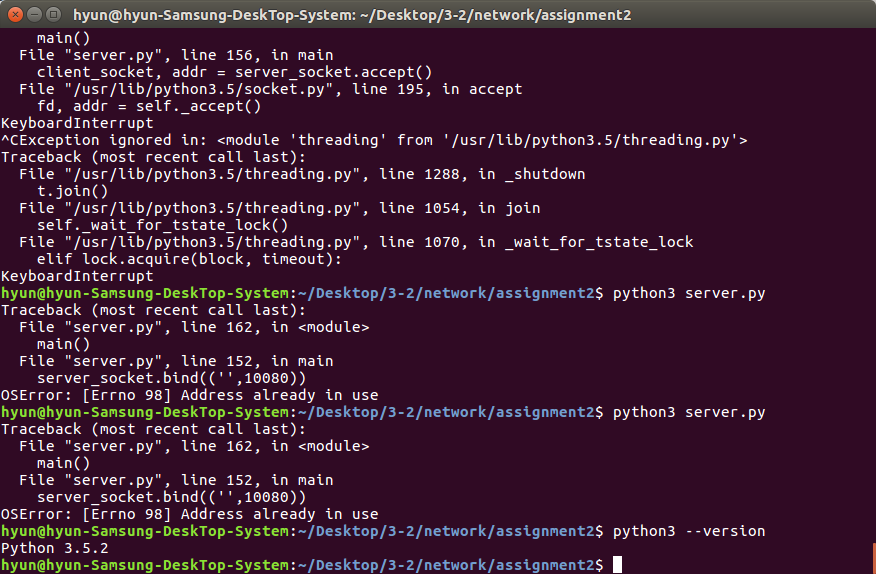 hyun@hyun-Samsung-DeskTop-System: ~/Desktop/3-2/network/assignment2
    main()
  File "server.py", line 156, in main
    client_socket, addr = server_socket.accept()
  File "/usr/lib/python3.5/socket.py", line 195, in accept
    fd, addr = self._accept()
KeyboardInterrupt
^CException ignored in: <module 'threading' from '/usr/lib/python3.5/threading.py'>
Traceback (most recent call last):
  File "/usr/lib/python3.5/threading.py", line 1288, in _shutdown
    t.join()
  File "/usr/lib/python3.5/threading.py", line 1054, in join
    self._wait_for_tstate_lock()
  File "/usr/lib/python3.5/threading.py", line 1070, in _wait_for_tstate_lock
    elif lock.acquire(block, timeout):
KeyboardInterrupt
hyun@hyun-Samsung-DeskTop-System:~/Desktop/3-2/network/assignment2$ python3 server.py
Traceback (most recent call last):
  File "server.py", line 162, in <module>
    main()
  File "server.py", line 152, in main
    server_socket.bind(('',10080))
OSError: [Errno 98] Address already in use
hyun@hyun-Samsung-DeskTop-System:~/Desktop/3-2/network/assignment2$ python3 server.py
Traceback (most recent call last):
  File "server.py", line 162, in <module>
    main()
  File "server.py", line 152, in main
    server_socket.bind(('',10080))
OSError: [Errno 98] Address already in use
hyun@hyun-Samsung-DeskTop-System:~/Desktop/3-2/network/assignment2$ python3 --version
Python 3.5.2
hyun@hyun-Samsung-DeskTop-System:~/Desktop/3-2/network/assignment2$